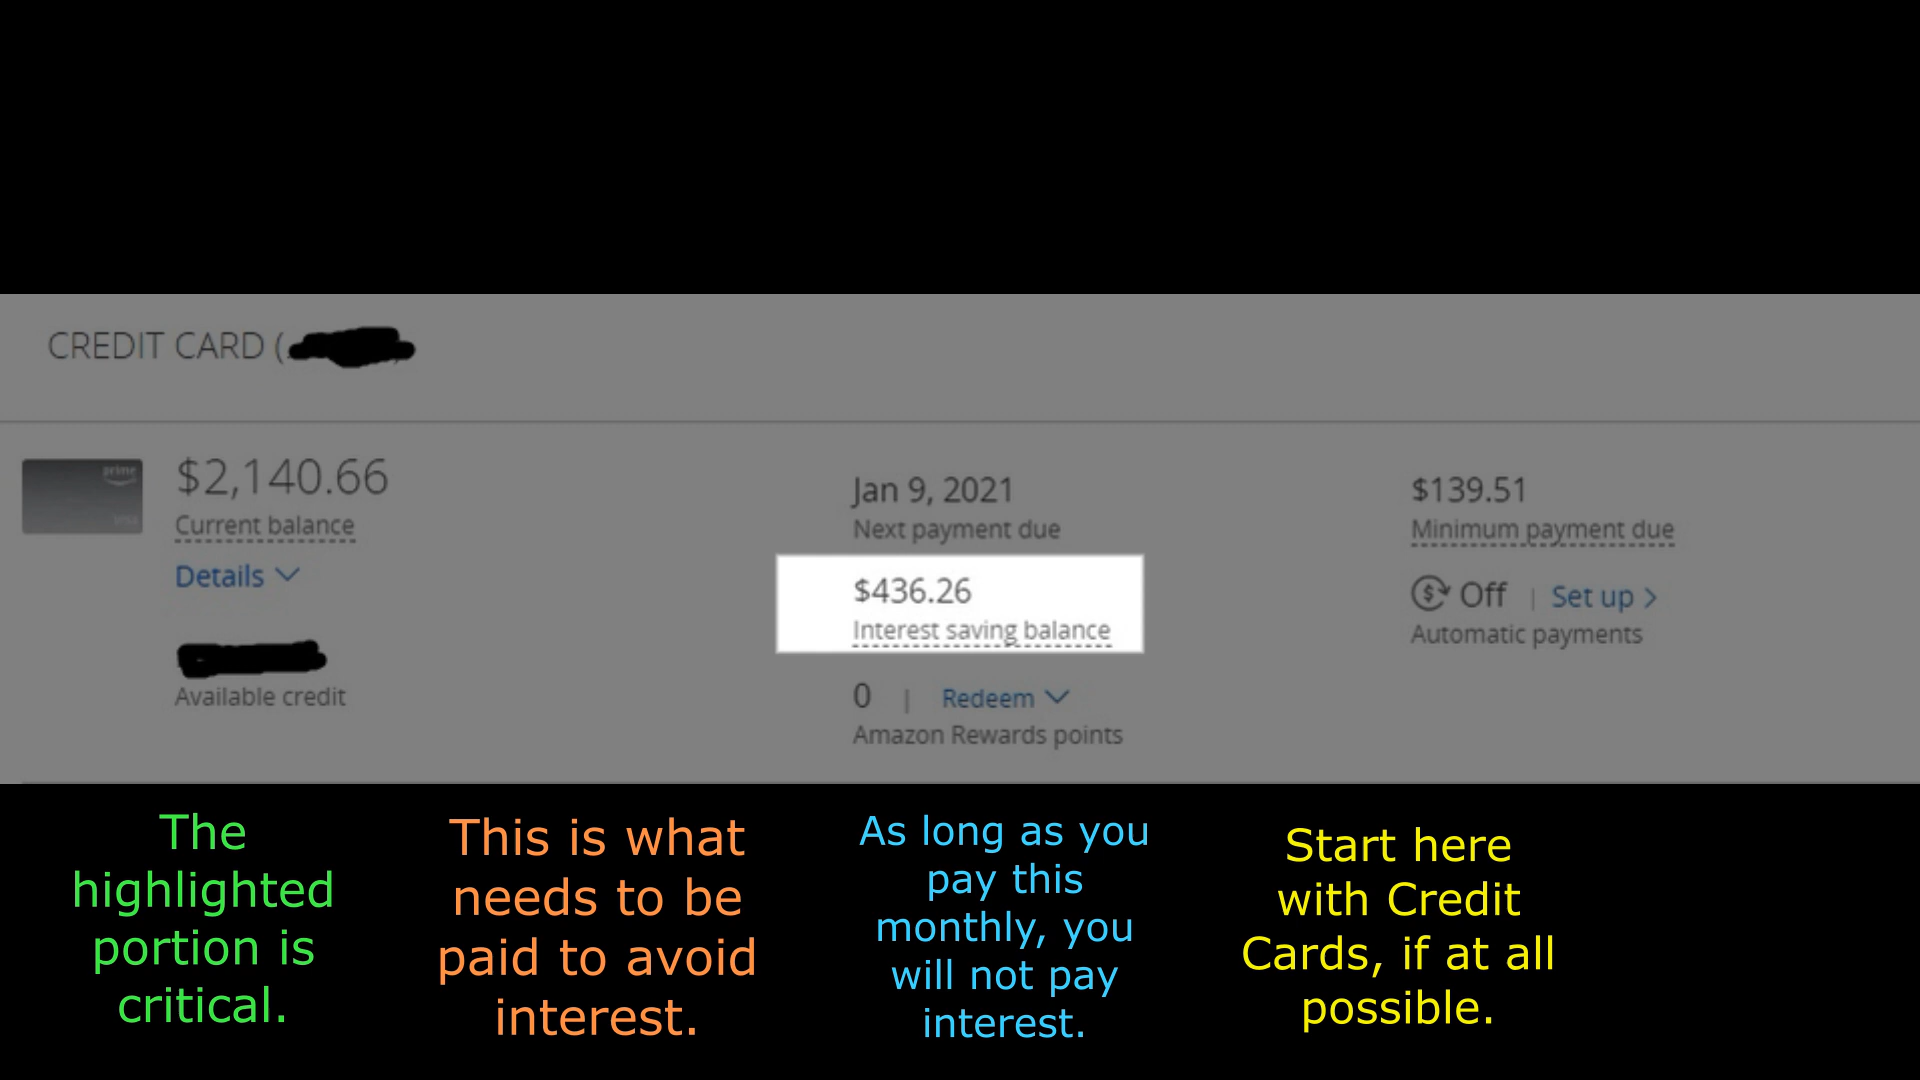 CREDIT CARD (
prime
$2,140.66
Current balance
Details
Available credit
Jan 9, 2021
Next payment due
$436.26
Interest saving balance
0 | Redeem
Amazon Rewards points
$139.51
Minimum payment due
Off | Set up >
Automatic payments
The
highlighted
portion is
critical.
This is what
needs to be
paid to avoid
interest.
As long as you
pay this
monthly, you
will not pay
interest.
Start here
with Credit
Cards, if at all
possible.